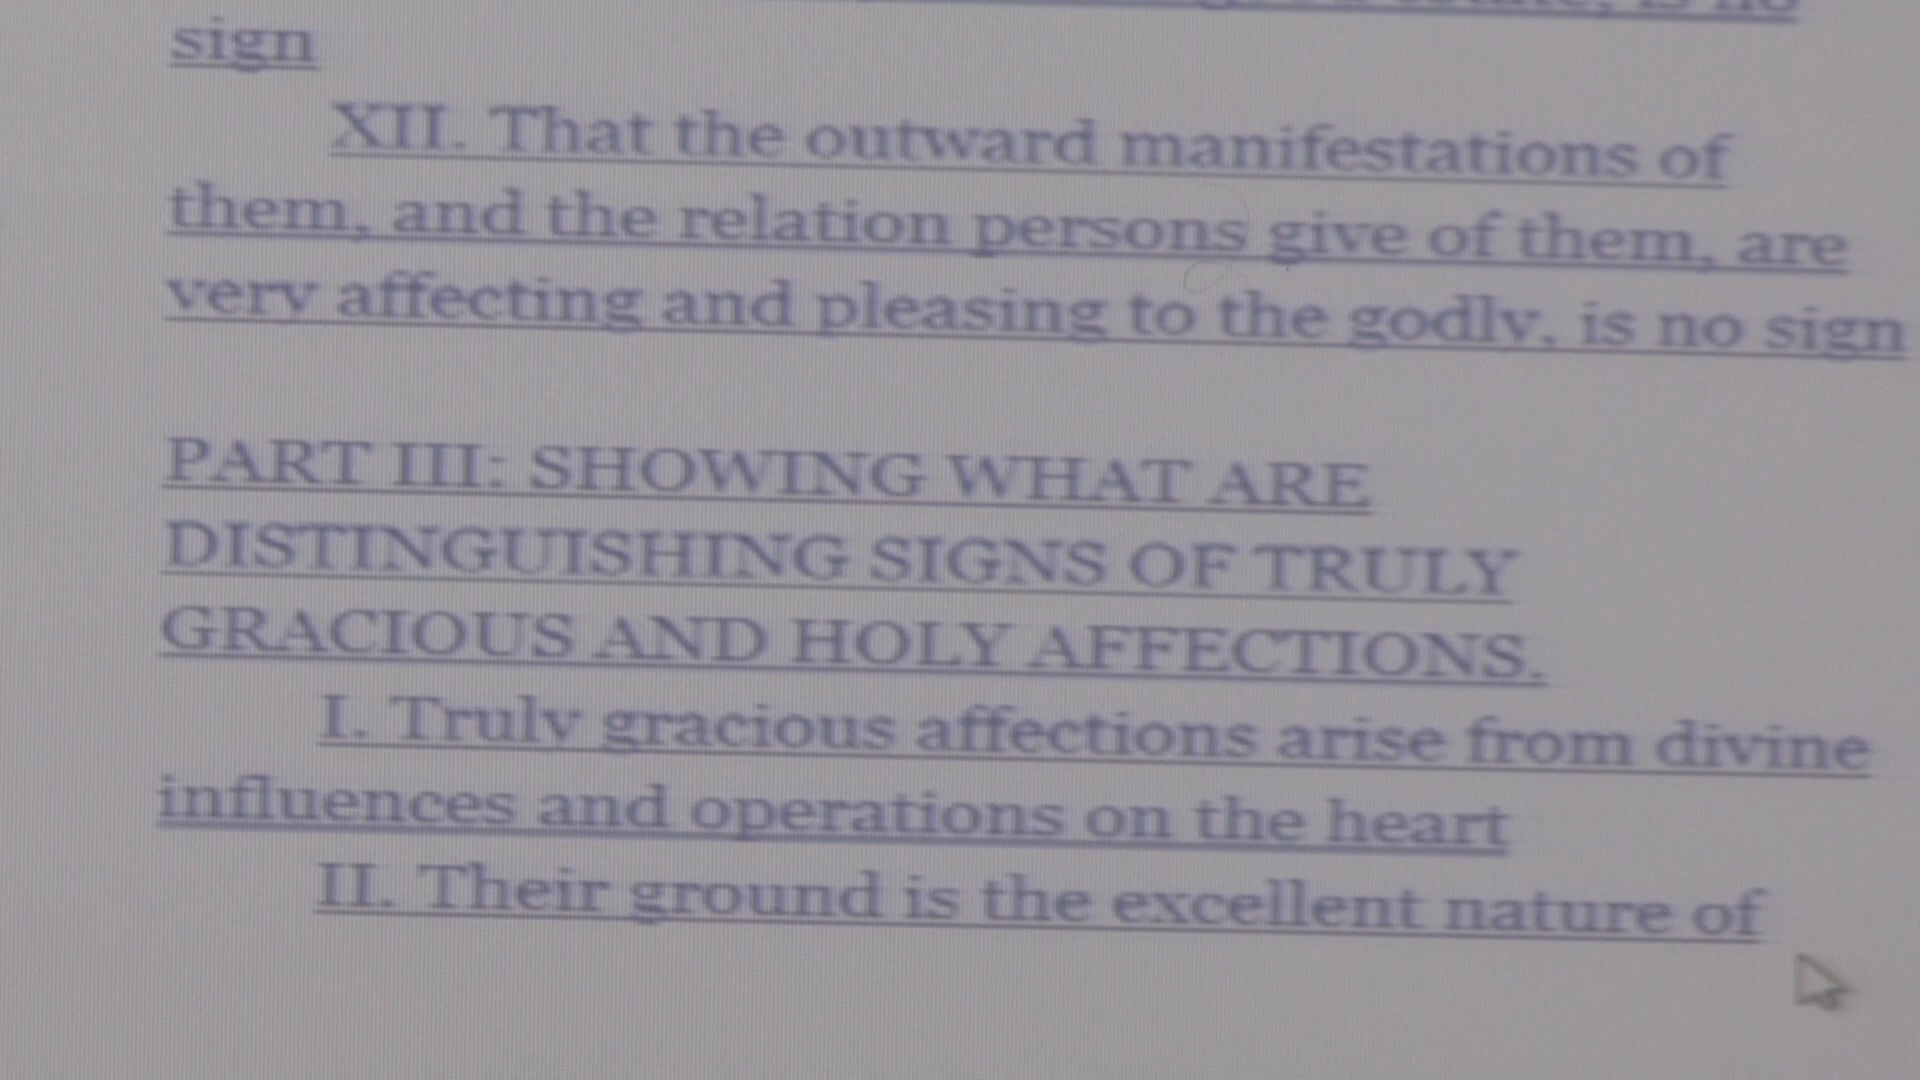 is no
sign
XII. That the outward manifestations of
them, and the relation persons give of them, are
very affecting and pleasing to the godly, is no sign
PART III: SHOWING WHAT ARE
DISTINGUISHING SIGNS OF TRULY
GRACIOUS AND HOLY AFFECTIONS.
I. Truly gracious affections arise from divine
influences and operations on the heart
II. Their ground is the excellent nature of